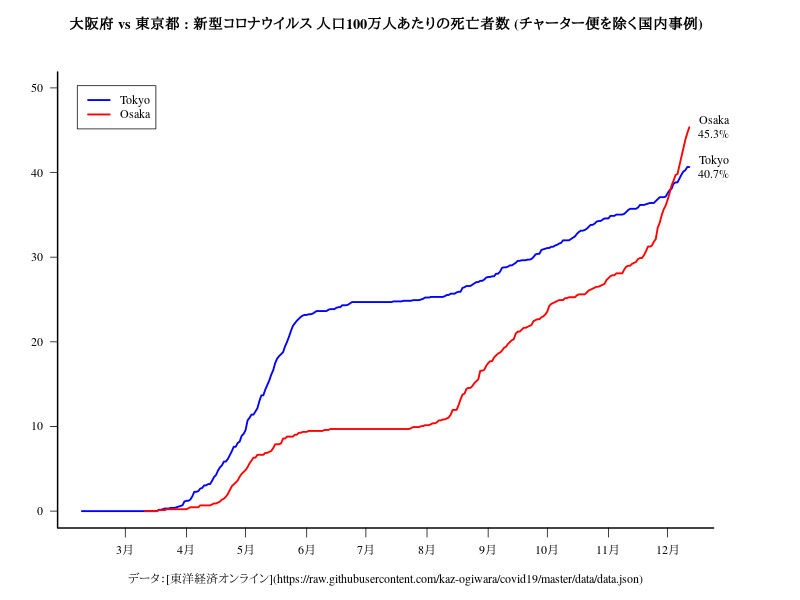 大阪府 vs 東京都 : 新型コロナウイルス 人口100万人あたりの死亡者数 (チャーター便を除く国内事例)
50
40
30
20
10
0
Tokyo
Osaka
Osaka
45.3%
Tokyo
40.7%
3月
4月
5月
6月
7月
8月
9月
10月
11月
12月
データ：[東洋経済オンライン](https://raw.githubusercontent.com/kaz-ogiwara/covid19/master/data/data.json)